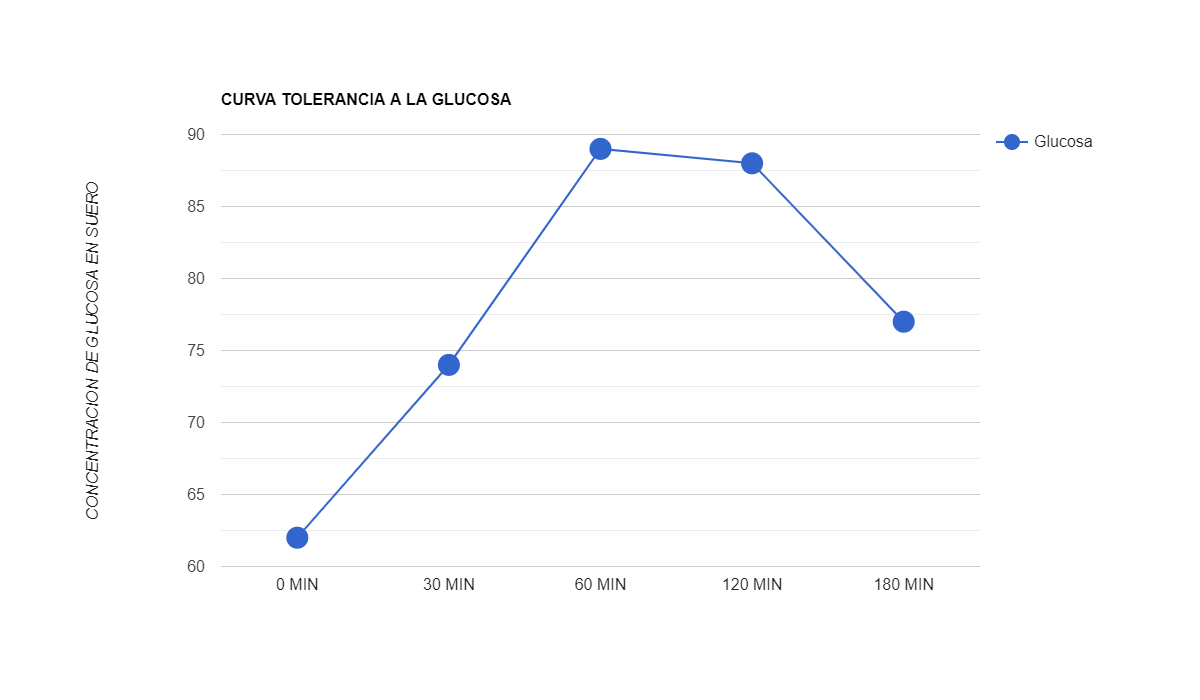 CURVA TOLERANCIA A LA GLUCOSA
Glucosa
CONCENTRACION DE GLUCOSA EN SUERO
90
85
80
75
70
65
60
0 MIN
30 MIN
60 MIN
120 MIN
180 MIN